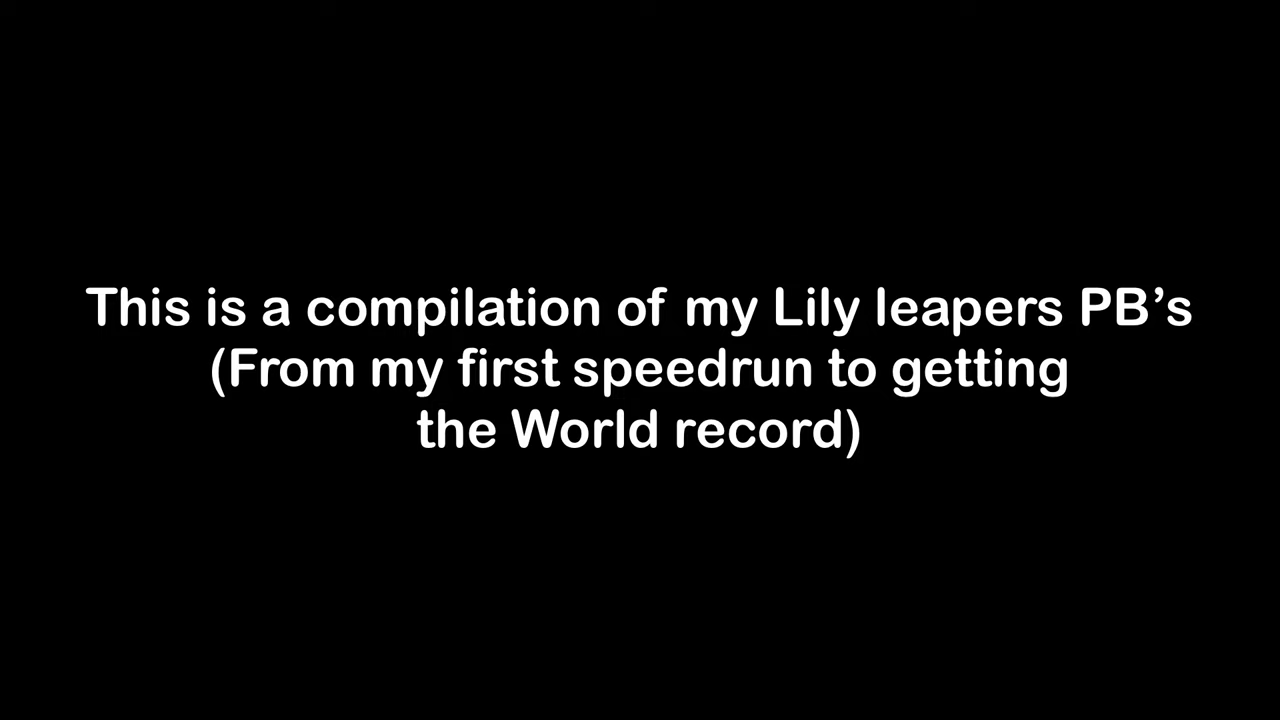 This is a compilation of my Lily leapers PB’s
(From my first speedrun to getting
the World record)